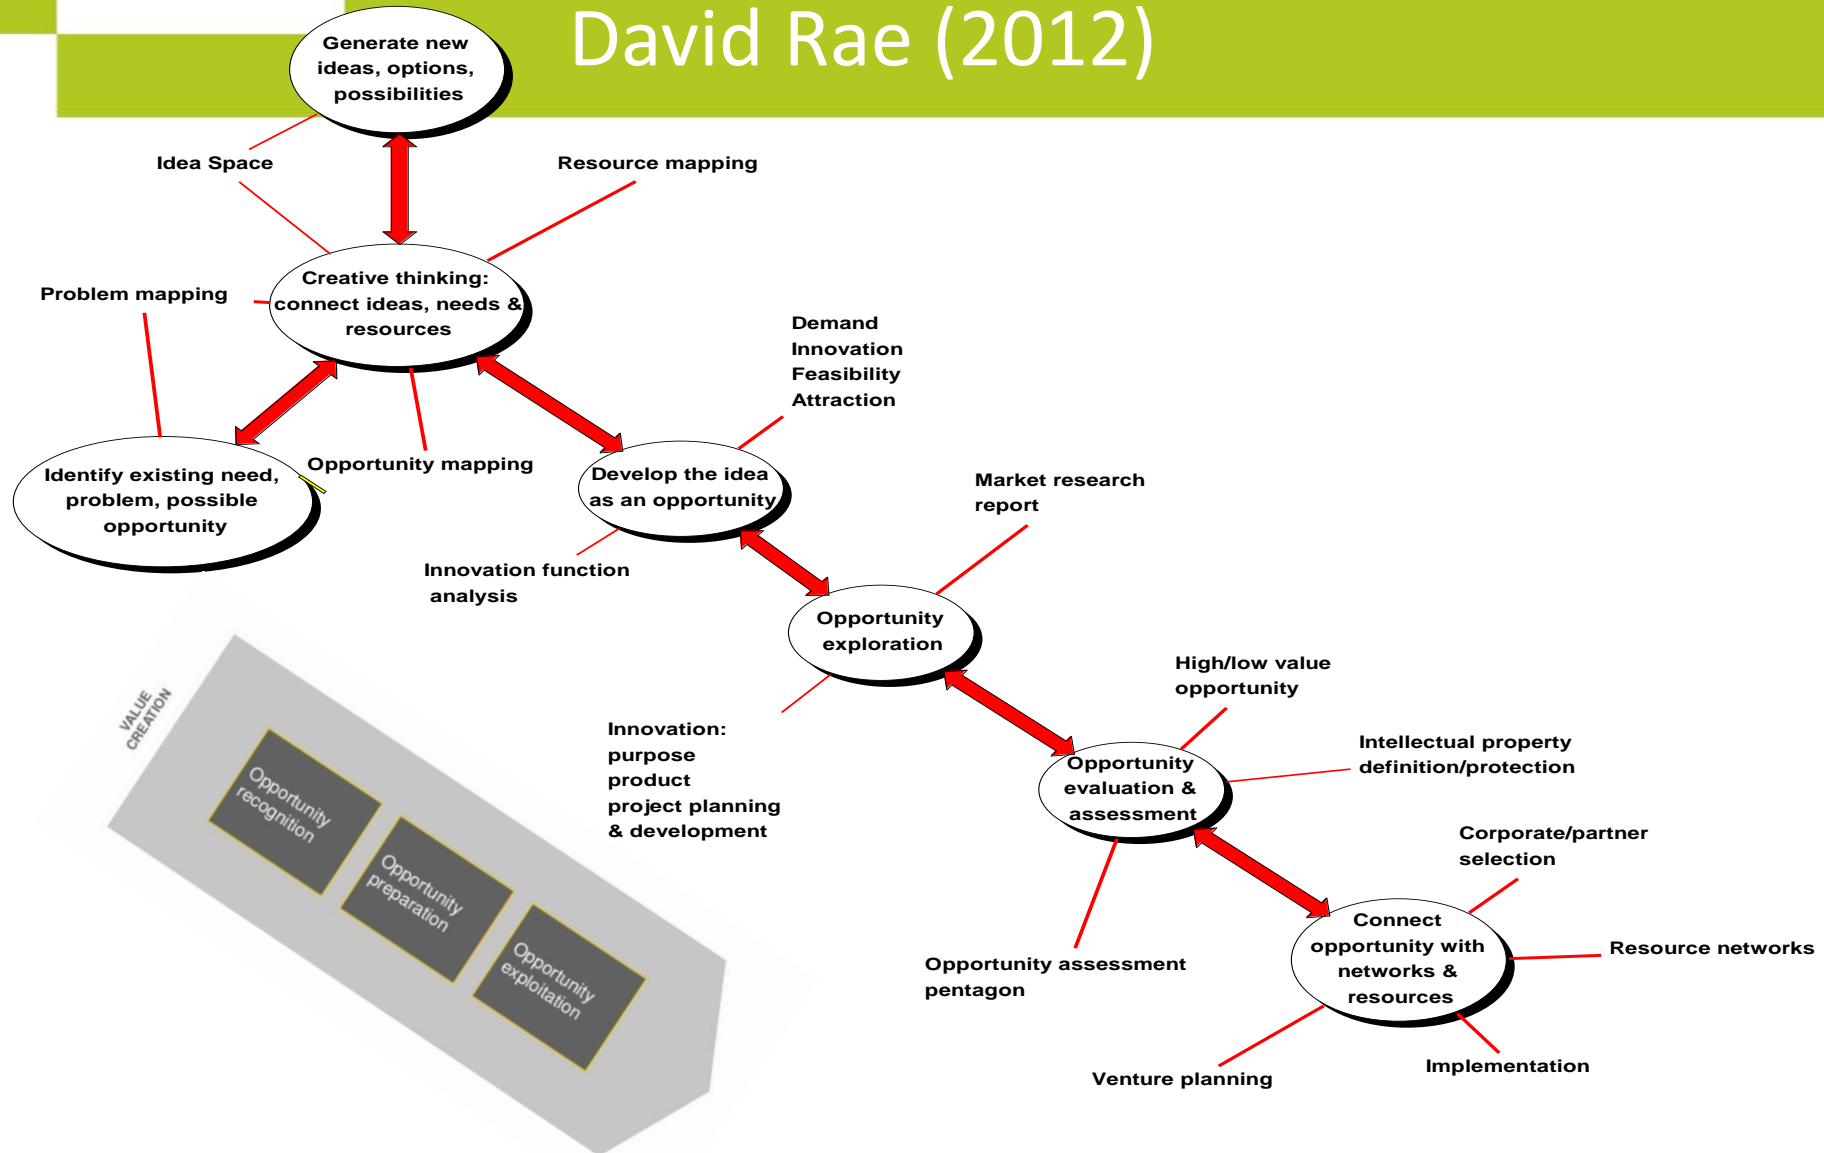 David Rae (2012)
Generate new
ideas, options,
possibilities
Idea Space
Resource mapping
Creative thinking:
connect ideas, needs &
resources
Problem mapping
Demand
Innovation
Feasibility
Attraction
Identify existing need,
problem, possible
opportunity
Opportunity mapping
Develop the idea
as an opportunity
Market research
report
Innovation function
analysis
Opportunity
exploration
High/low value
opportunity
Innovation:
purpose
product
project planning
& development
Intellectual property
definition/protection
Opportunity
evaluation &
assessment
Corporate/partner
selection
Opportunity assessment
pentagon
Connect
opportunity with
networks &
resources
Resource networks
Venture planning
Implementation
VALUE
CREATION
Opportunity
recognition
Opportunity
preparation
Opportunity
exploitation